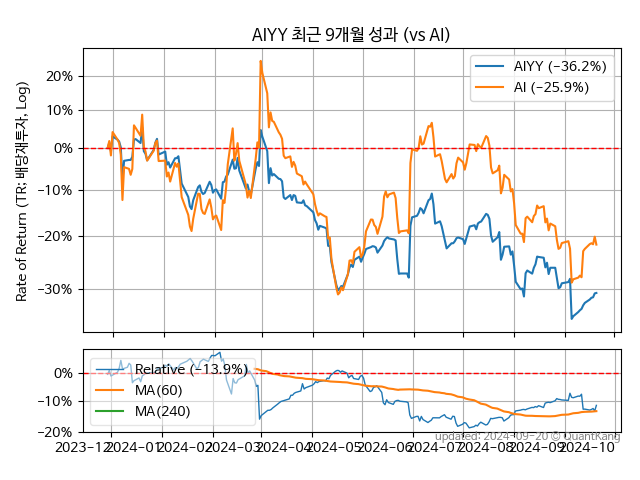 AIYY 최근 9개월 성과 (vs AI)
Rate of Return (TR: 배당재투자, Log)
20%
10%
0%
−10%
−20%
−30%
AIYY (−36.2%)
AI (−25.9%)
0%
−10%
−20%
Relative (−13.9%)
MA(60)
MA(240)
2023-12 2024-01 2024-02 2024-03 2024-04 2024-05 2024-06 2024-07 2024-08 2024-09 2024-10
updated: 2024-09-20 © QuantKang